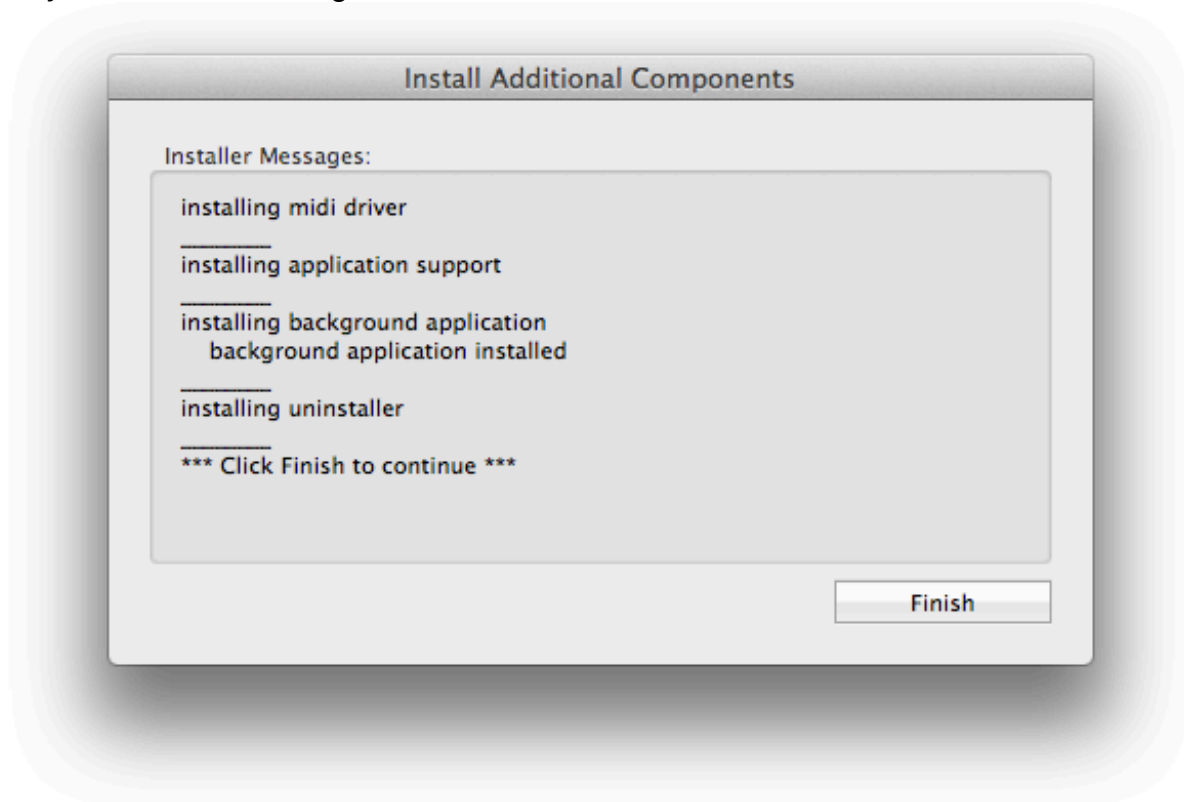 Install Additional Components
Installer Messages:
installing midi driver
________
installing application support
________
installing background application
background application installed
________
installing uninstaller
________
*** Click Finish to continue ***
Finish